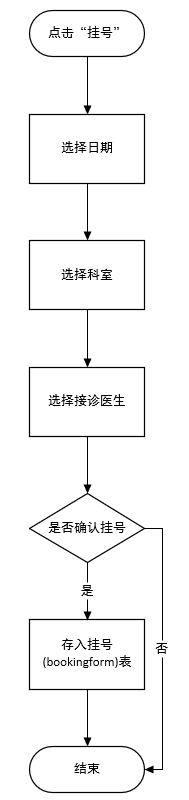 点击“挂号”
选择日期
选择科室
选择接诊医生
是否确认挂号
是
否
存入挂号
(bookingform)表
结束